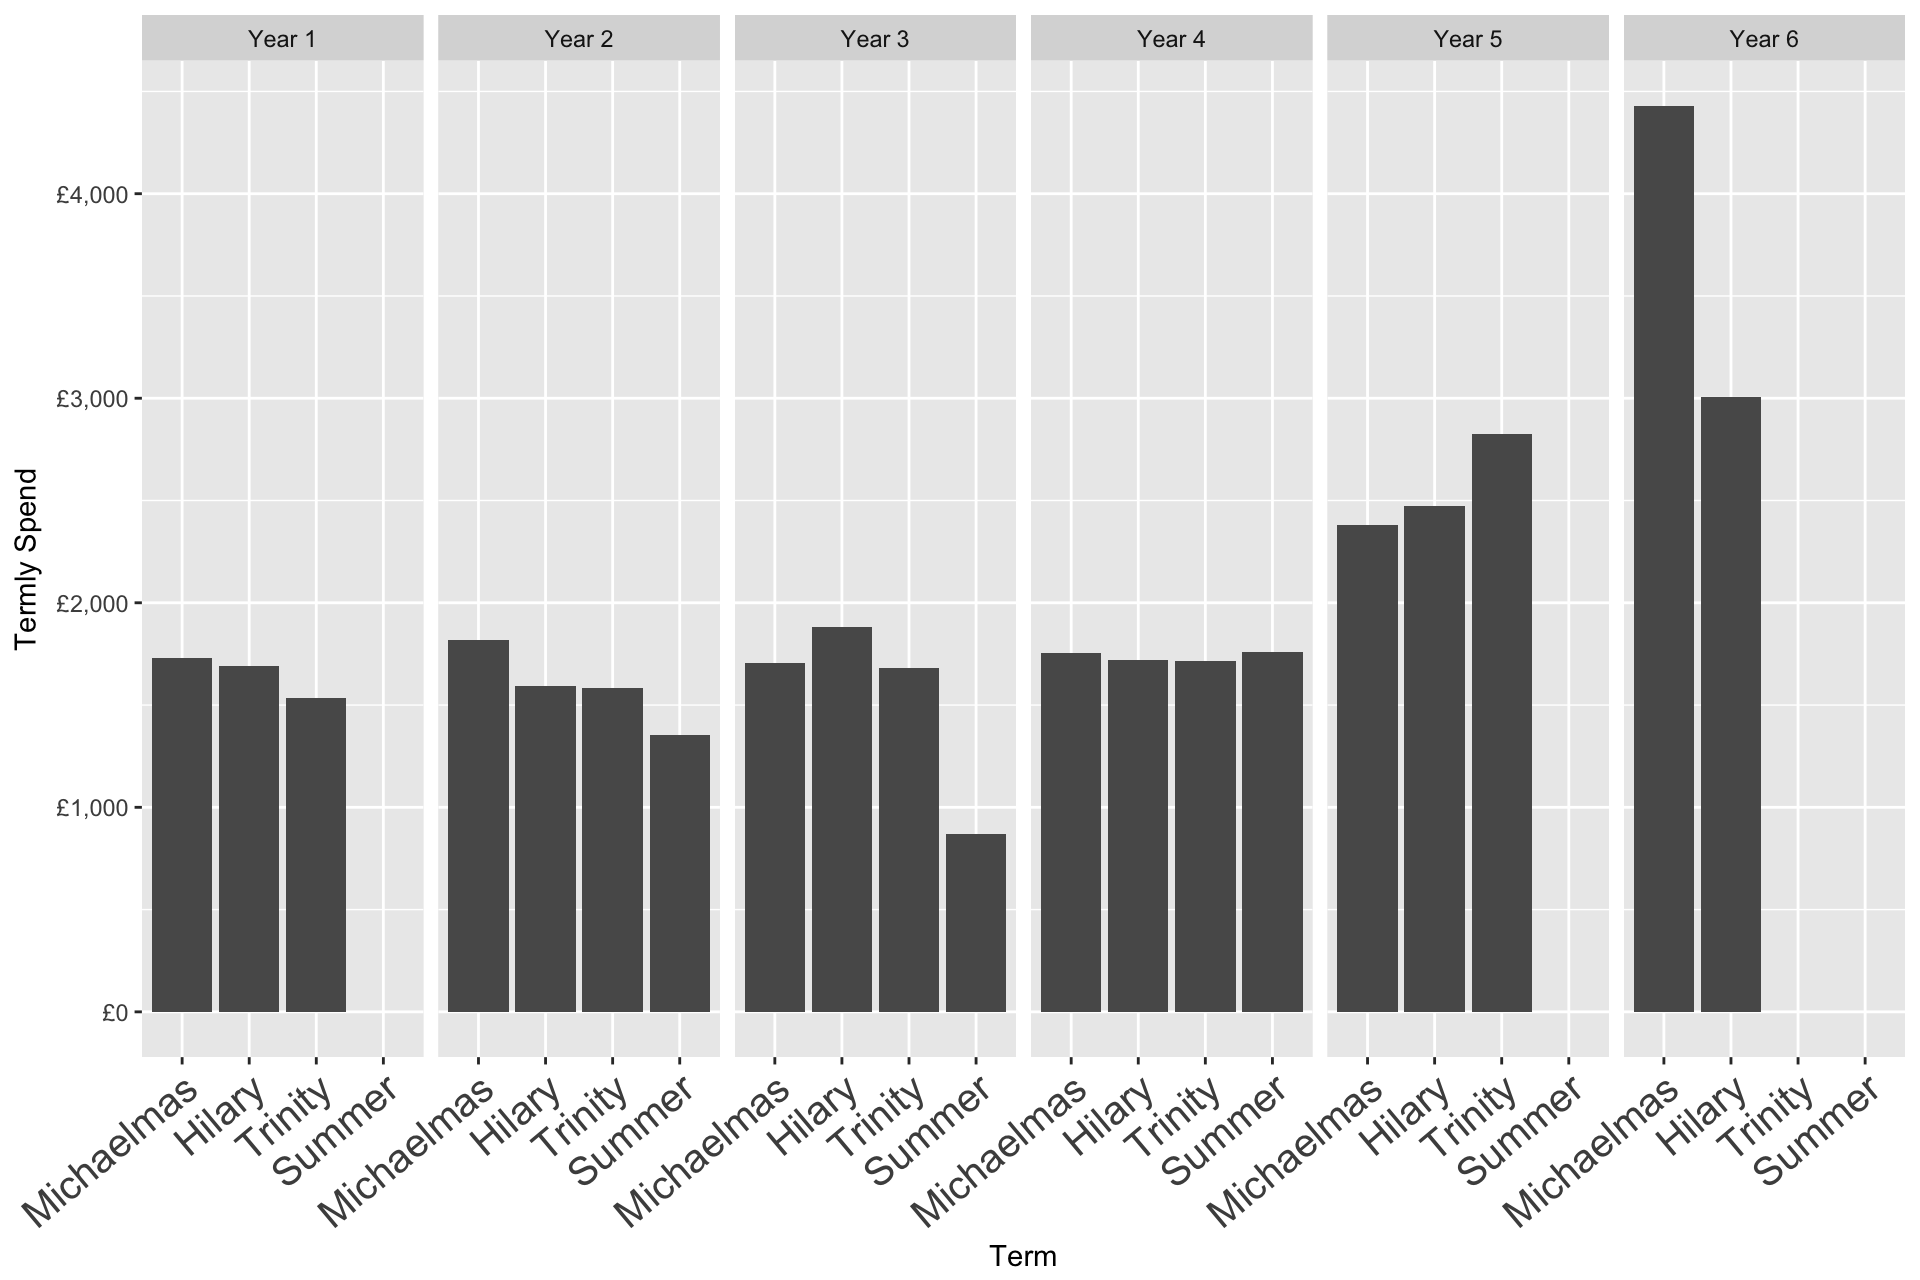 Year 1
Year 2
Year 3
Year 4
Year 5
Year 6
Termly Spend
£4,000
£3,000
£2,000
£1,000
£0
Michaelmas
Hilary
Trinity
Summer
Michaelmas
Hilary
Trinity
Summer
Michaelmas
Hilary
Trinity
Summer
Michaelmas
Hilary
Trinity
Summer
Michaelmas
Hilary
Trinity
Summer
Michaelmas
Hilary
Trinity
Summer
Term